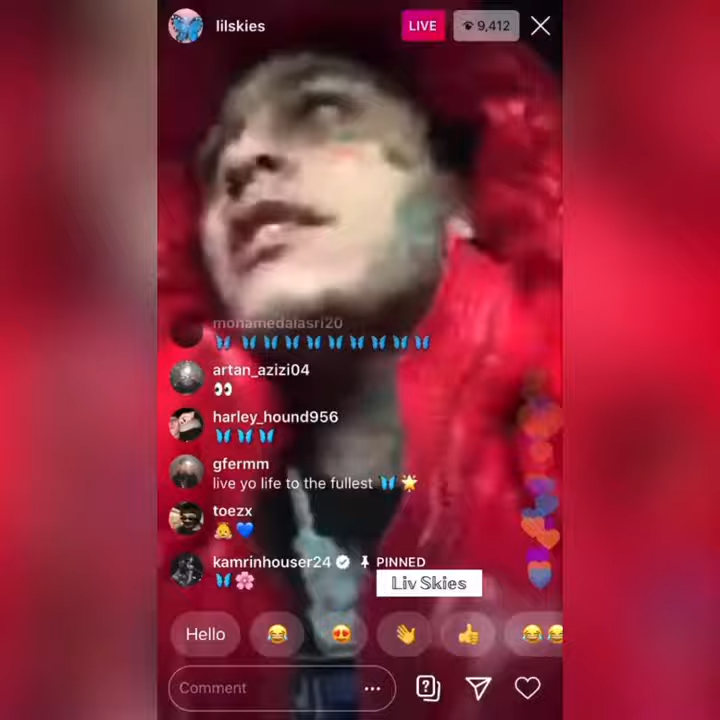 lilskies
LIVE
9,412
monamedalasri20
🦋 🦋 🦋 🦋 🦋 🦋 🦋 🦋 🦋 🦋
artan_azizi04
👀
harley_hound956
🦋 🦋 🦋
gfermm
live yo life to the fullest 🦋 🌟
toezx
👶💙
kamrinhouser24 PINNED
🦋🌸
Liv Skies
Hello 😂 😍 👋 👍 😂😂
Comment ...